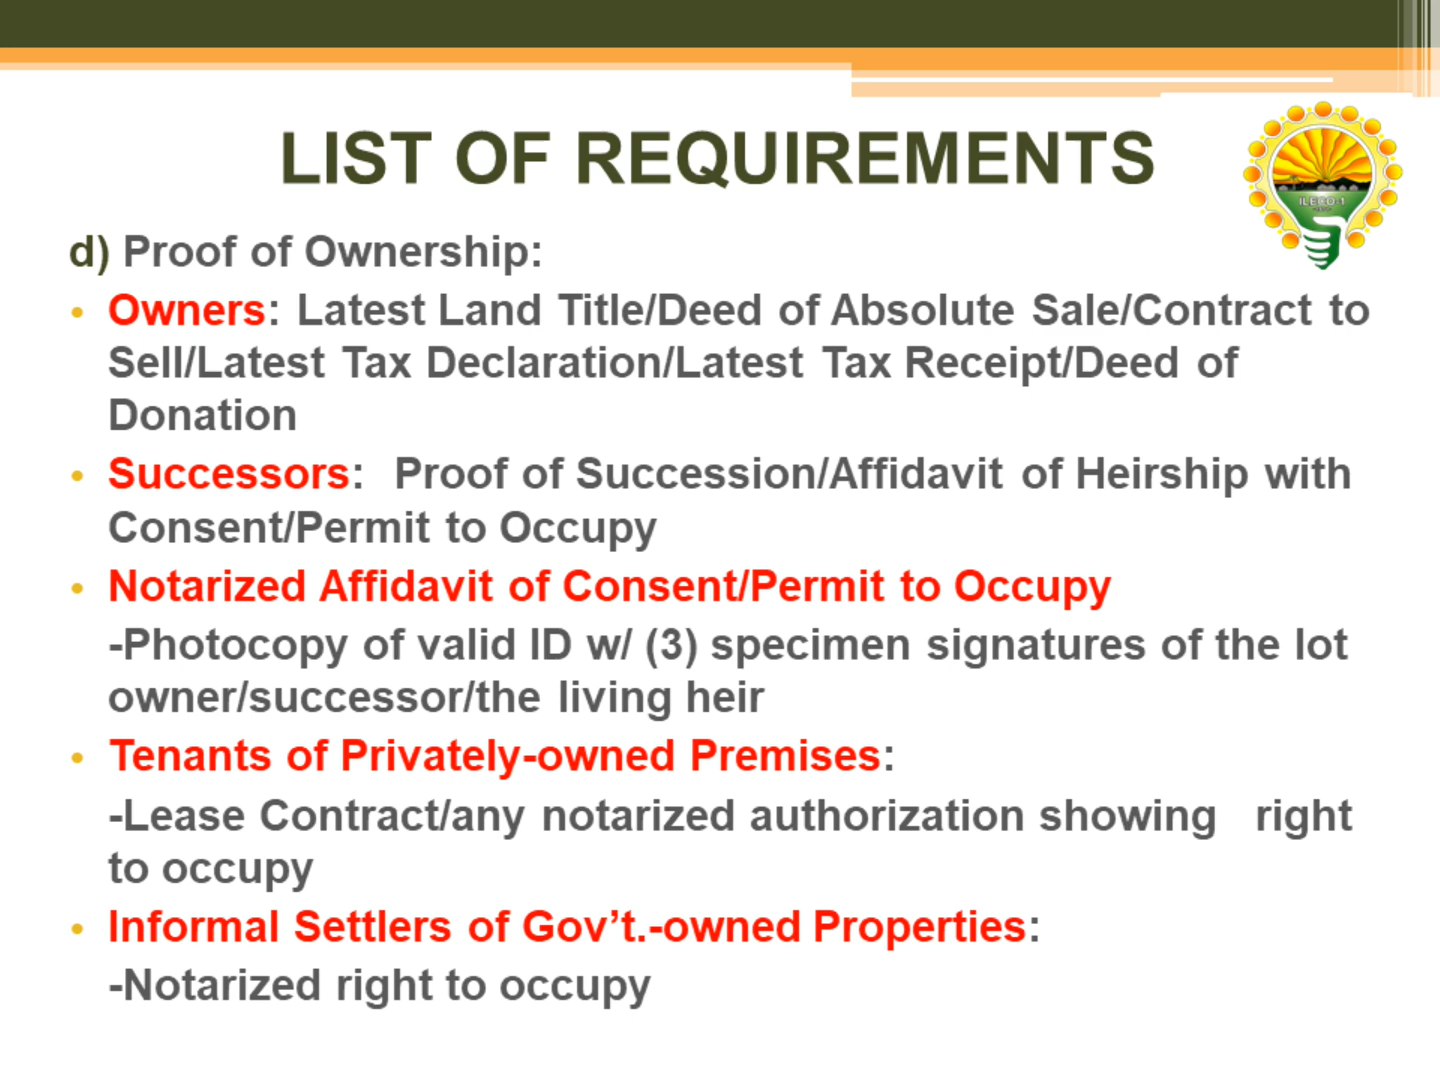 LIST OF REQUIREMENTS
ILECO-1
d) Proof of Ownership:
• Owners: Latest Land Title/Deed of Absolute Sale/Contract to
Sell/Latest Tax Declaration/Latest Tax Receipt/Deed of
Donation
• Successors: Proof of Succession/Affidavit of Heirship with
Consent/Permit to Occupy
• Notarized Affidavit of Consent/Permit to Occupy
-Photocopy of valid ID w/ (3) specimen signatures of the lot
owner/successor/the living heir
• Tenants of Privately-owned Premises:
-Lease Contract/any notarized authorization showing right
to occupy
• Informal Settlers of Gov’t.-owned Properties:
-Notarized right to occupy